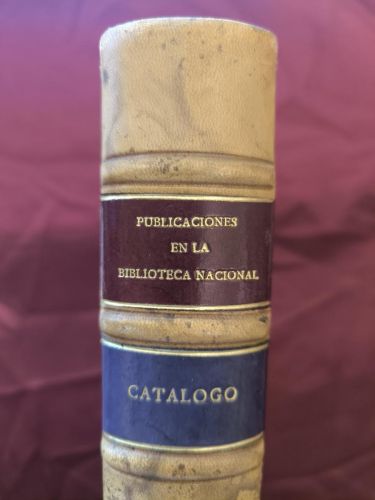 PUBLICACIONES
EN LA
BIBLIOTECA NACIONAL
CATALOGO